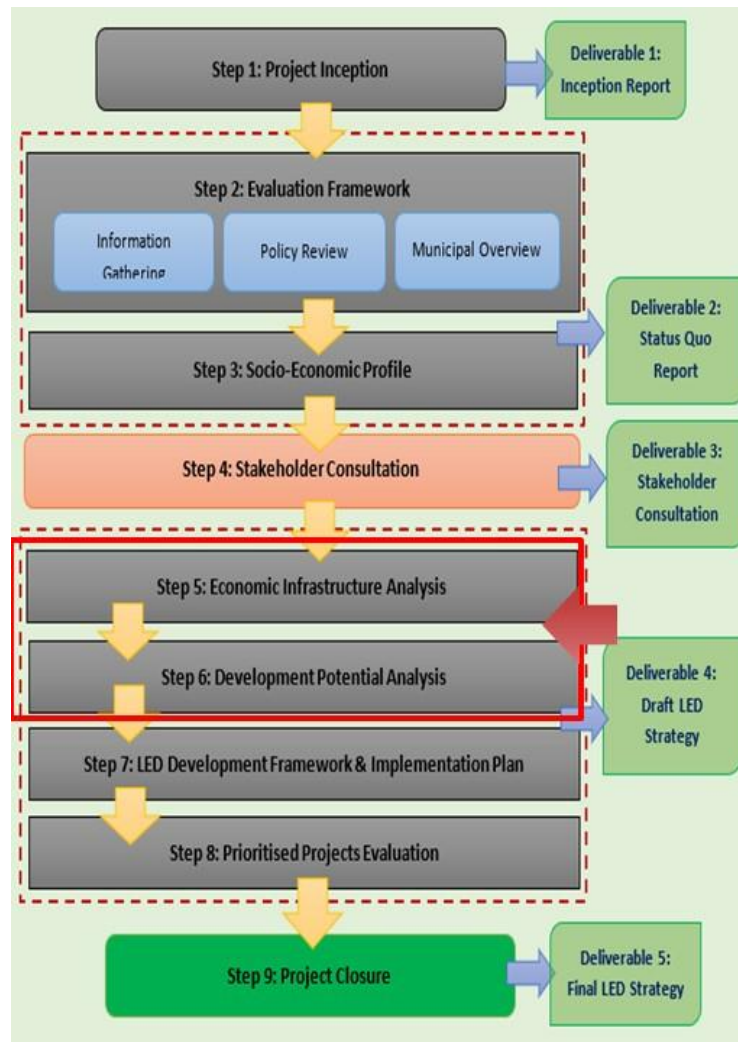 Step 1: Project Inception
Deliverable 1:
Inception Report
Step 2: Evaluation Framework
Information
Gathering
Policy Review
Municipal Overview
Deliverable 2:
Status Quo
Report
Step 3: Socio-Economic Profile
Step 4: Stakeholder Consultation
Deliverable 3:
Stakeholder
Consultation
Step 5: Economic Infrastructure Analysis
Step 6: Development Potential Analysis
Deliverable 4:
Draft LED
Strategy
Step 7: LED Development Framework & Implementation Plan
Step 8: Prioritised Projects Evaluation
Step 9: Project Closure
Deliverable 5:
Final LED Strategy